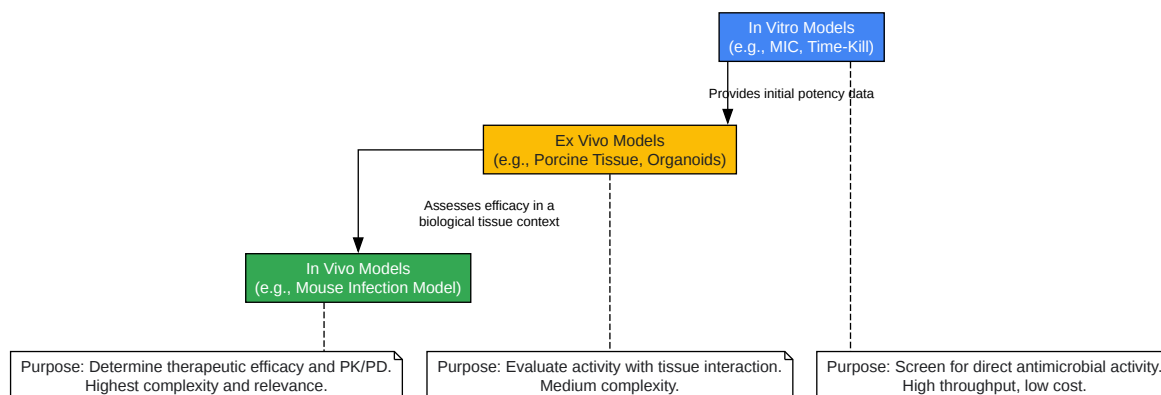 In Vitro Models
(e.g., MIC, Time-Kill)
Provides initial potency data
Ex Vivo Models
(e.g., Porcine Tissue, Organoids)
Assesses efficacy in a
biological tissue context
In Vivo Models
(e.g., Mouse Infection Model)
Purpose: Determine therapeutic efficacy and PK/PD.
Highest complexity and relevance.
Purpose: Evaluate activity with tissue interaction.
Medium complexity.
Purpose: Screen for direct antimicrobial activity.
High throughput, low cost.